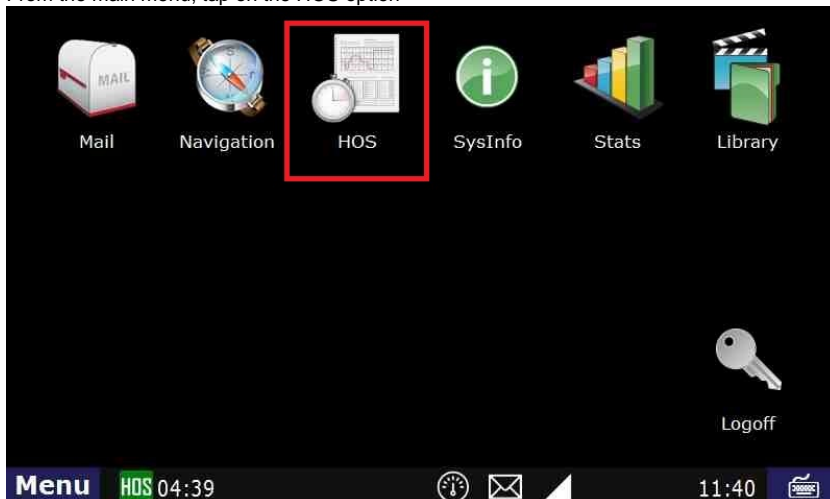 From the main menu, tap on the HOS option
MAIL
Mail Navigation HOS SysInfo Stats Library
Logoff
Menu HOS 04:39 11:40